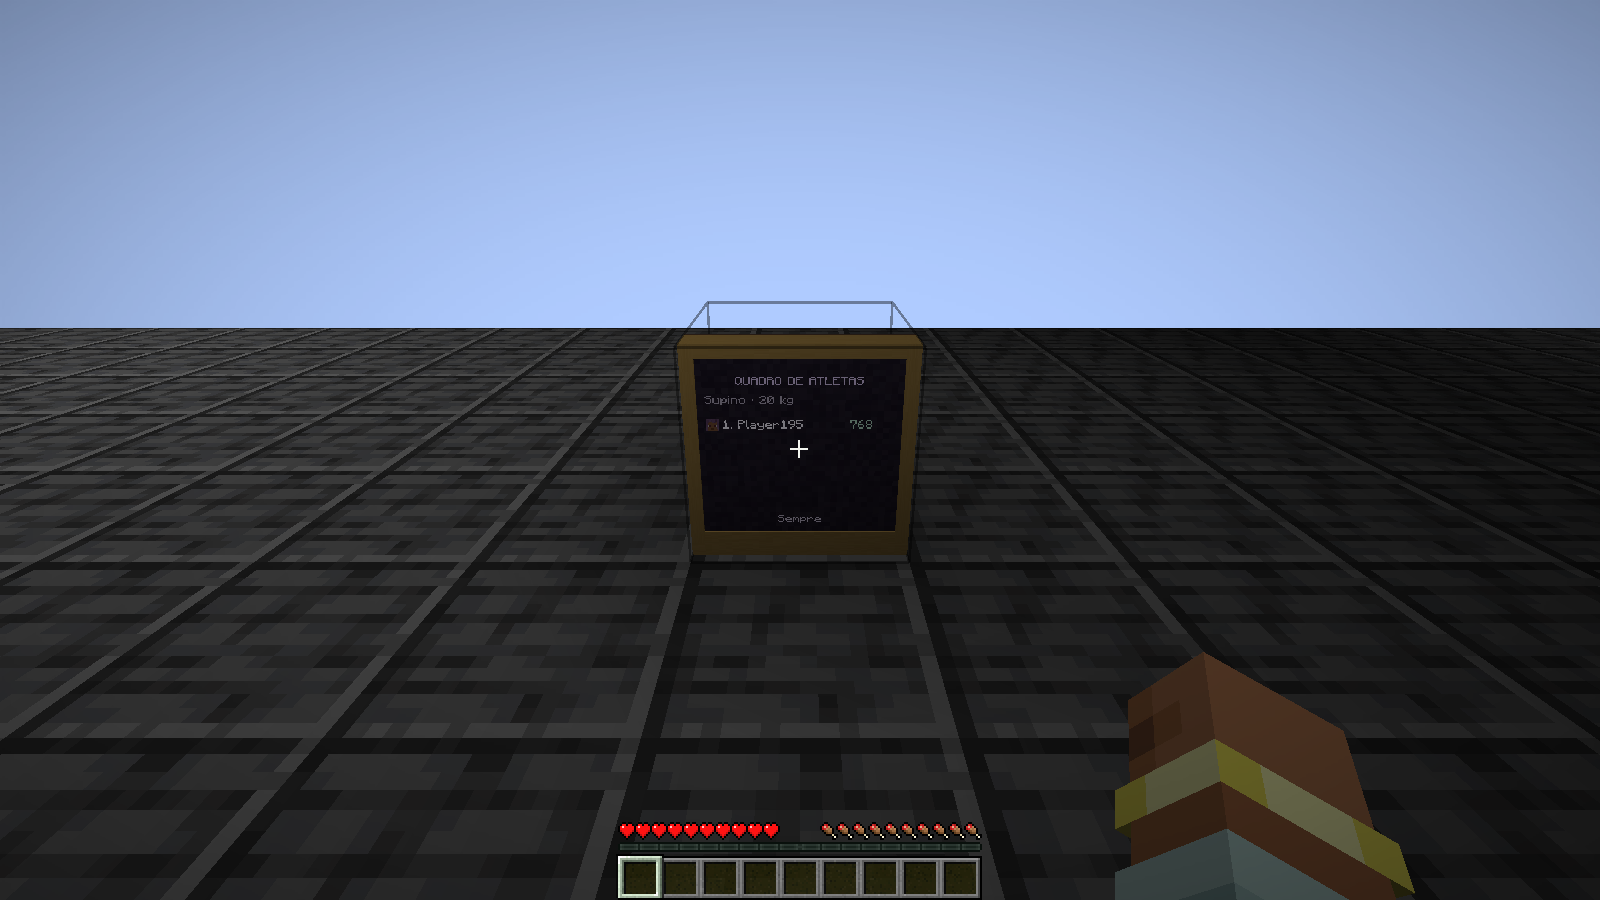 QUADRO DE ATLETAS
Supino · 20 kg
1. Player195 768
Sempre